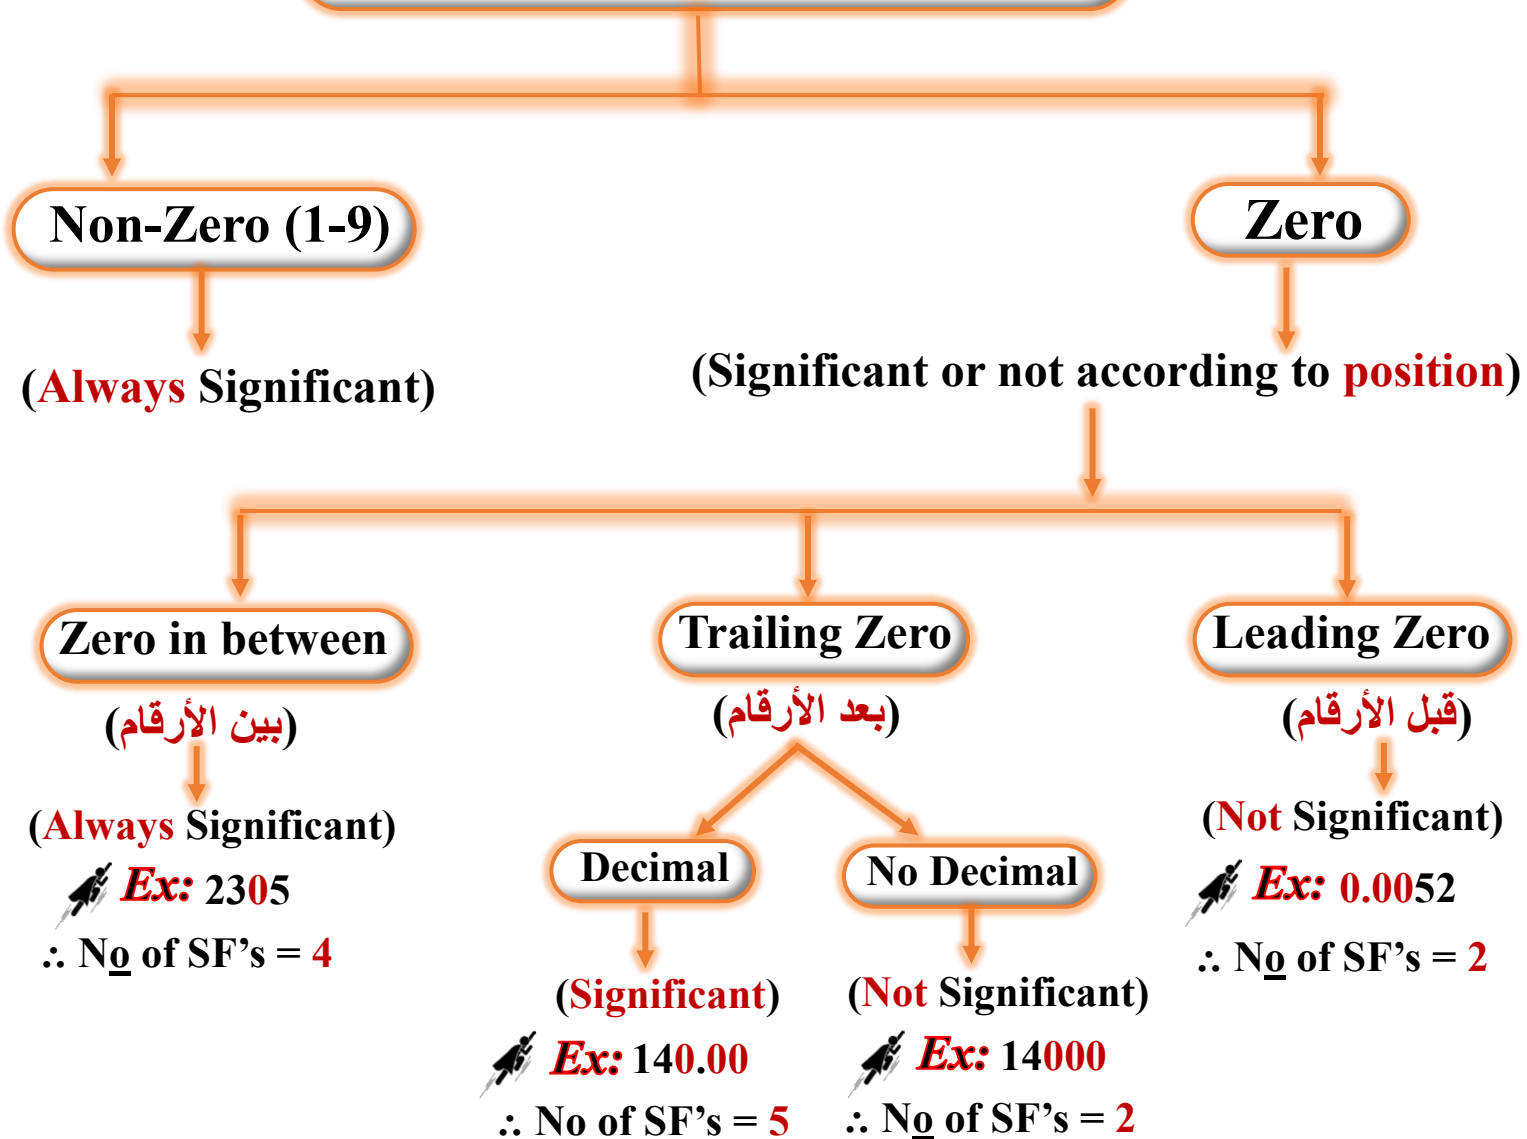 Non-Zero (1-9)
Zero
(Always Significant)
(Significant or not according to position)
Zero in between
Trailing Zero
Leading Zero
(بين الأرقام)
(بعد الأرقام)
(قبل الأرقام)
(Always Significant)
Ex: 2305
∴ No of SF’s = 4
Decimal
No Decimal
(Significant)
Ex: 140.00
∴ No of SF’s = 5
(Not Significant)
Ex: 14000
∴ No of SF’s = 2
(Not Significant)
Ex: 0.0052
∴ No of SF’s = 2